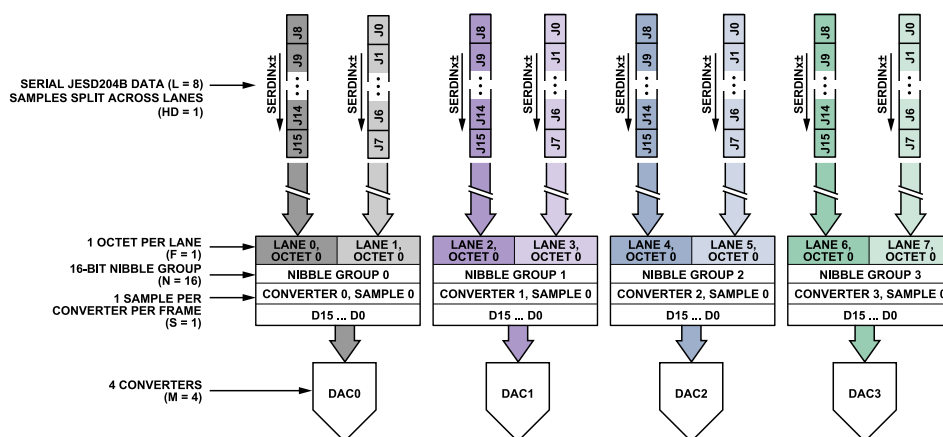 SERIAL JESD204B DATA (L = 8)
SAMPLES SPLIT ACROSS LANES
(HD = 1)
SERDINx±
J8
J9
...
J14
J15
SERDINx±
J0
J1
...
J6
J7
SERDINx±
J8
J9
...
J14
J15
SERDINx±
J0
J1
...
J6
J7
SERDINx±
J8
J9
...
J14
J15
SERDINx±
J0
J1
...
J6
J7
SERDINx±
J8
J9
...
J14
J15
SERDINx±
J0
J1
...
J6
J7
1 OCTET PER LANE
(F = 1)
LANE 0,
OCTET 0
LANE 1,
OCTET 0
LANE 2,
OCTET 0
LANE 3,
OCTET 0
LANE 4,
OCTET 0
LANE 5,
OCTET 0
LANE 6,
OCTET 0
LANE 7,
OCTET 0
16-BIT NIBBLE GROUP
(N = 16)
NIBBLE GROUP 0
NIBBLE GROUP 1
NIBBLE GROUP 2
NIBBLE GROUP 3
1 SAMPLE PER
CONVERTER PER FRAME
(S = 1)
CONVERTER 0, SAMPLE 0
CONVERTER 1, SAMPLE 0
CONVERTER 2, SAMPLE 0
CONVERTER 3, SAMPLE 0
D15 ... D0
D15 ... D0
D15 ... D0
D15 ... D0
4 CONVERTERS
(M = 4)
DAC0
DAC1
DAC2
DAC3